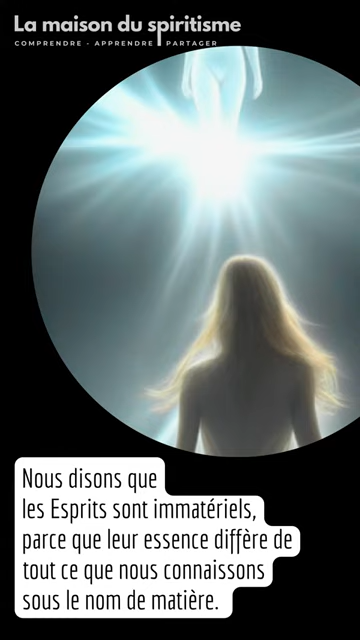 La maison du spiritisme
COMPRENDRE - APPRENDRE PARTAGER
Nous disons que
les Esprits sont immatériels,
parce que leur essence diffère de
tout ce que nous connaissons
sous le nom de matière.